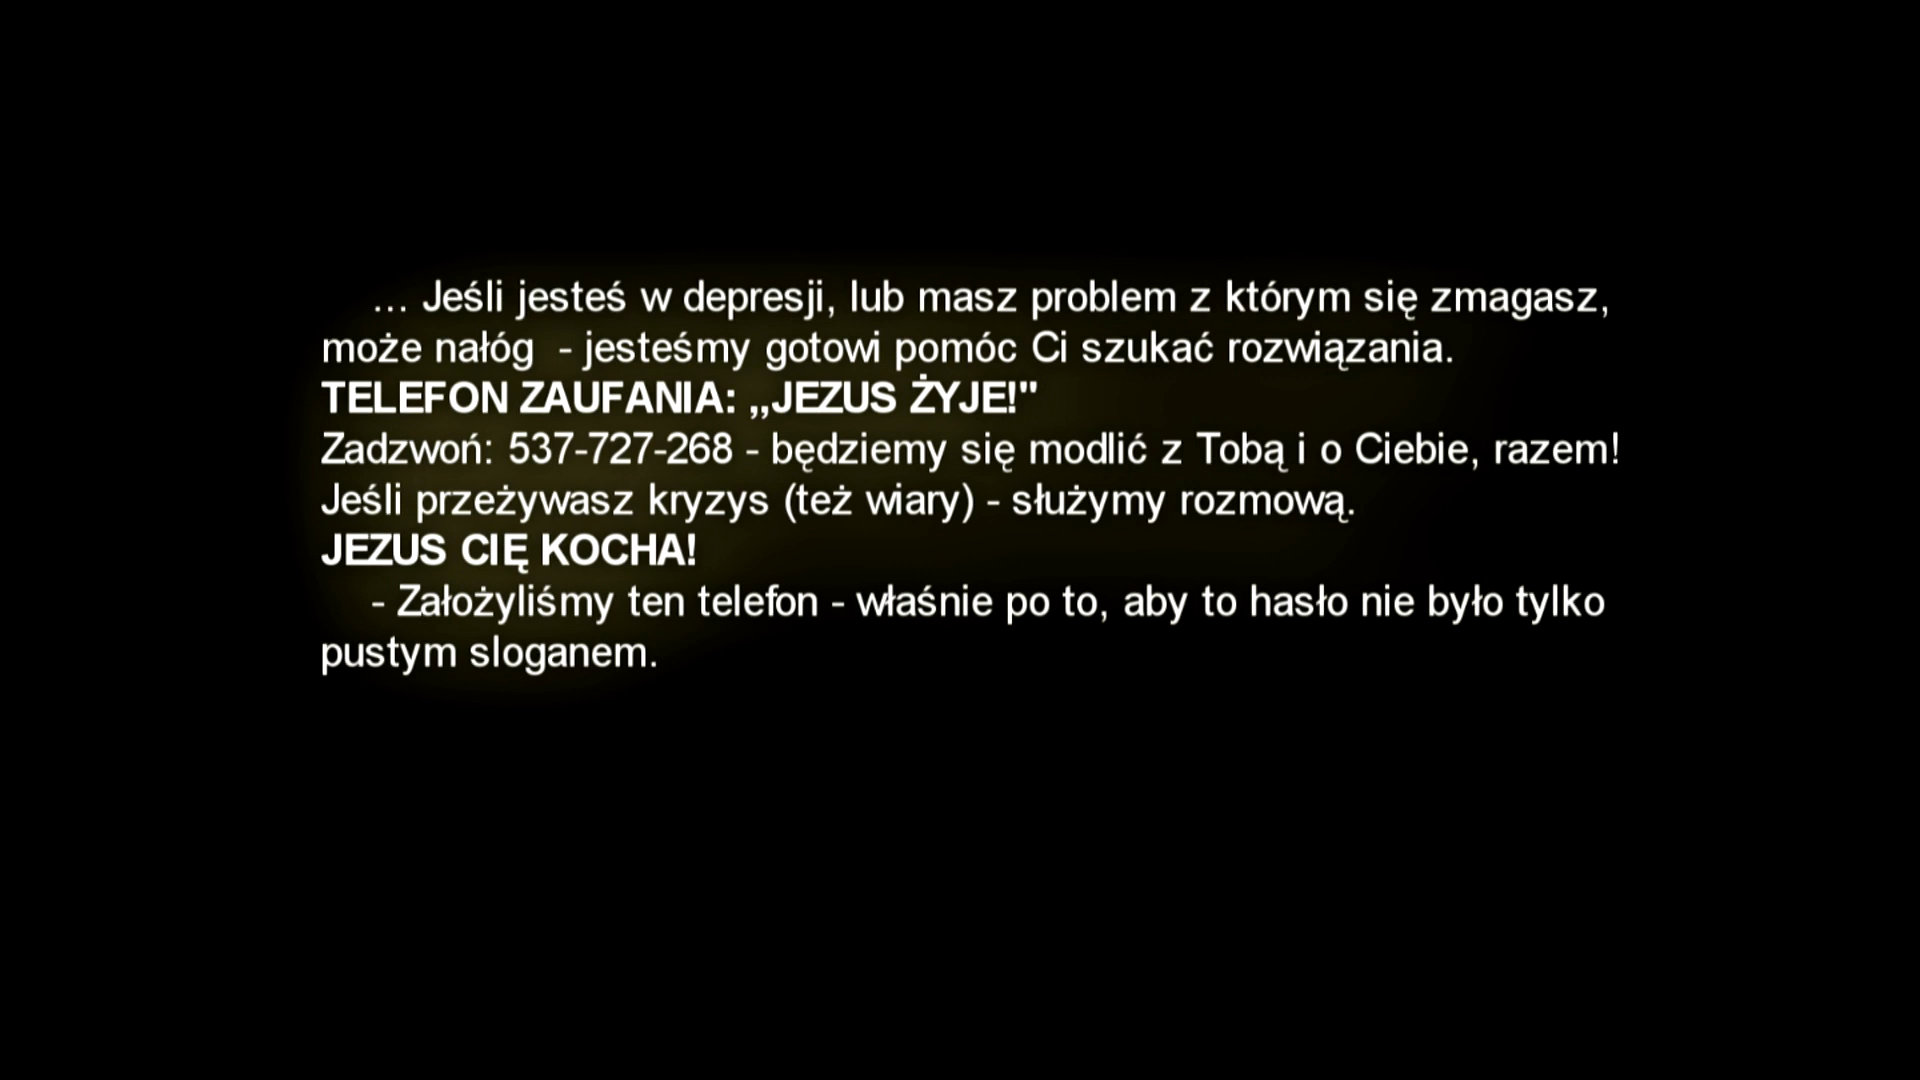 ... Jeśli jesteś w depresji, lub masz problem z którym się zmagasz,
może nałóg  - jesteśmy gotowi pomóc Ci szukać rozwiązania.
TELEFON ZAUFANIA: „JEZUS ŻYJE!"
Zadzwoń: 537-727-268 - będziemy się modlić z Tobą i o Ciebie, razem!
Jeśli przeżywasz kryzys (też wiary) - służymy rozmową.
JEZUS CIĘ KOCHA!
- Założyliśmy ten telefon - właśnie po to, aby to hasło nie było tylko
pustym sloganem.